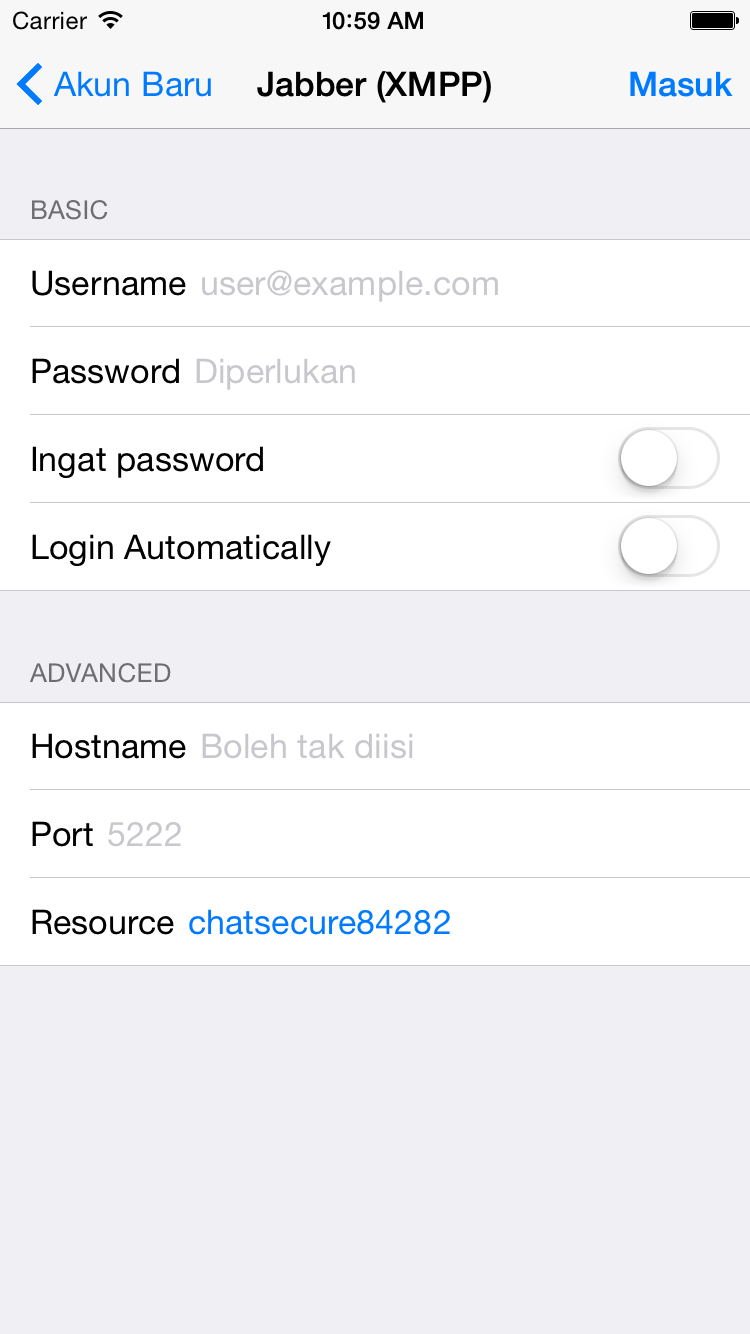 Carrier 10:59 AM
Akun Baru Jabber (XMPP) Masuk
BASIC
Username user@example.com
Password Diperlukan
Ingat password
Login Automatically
ADVANCED
Hostname Boleh tak diisi
Port 5222
Resource chatsecure84282